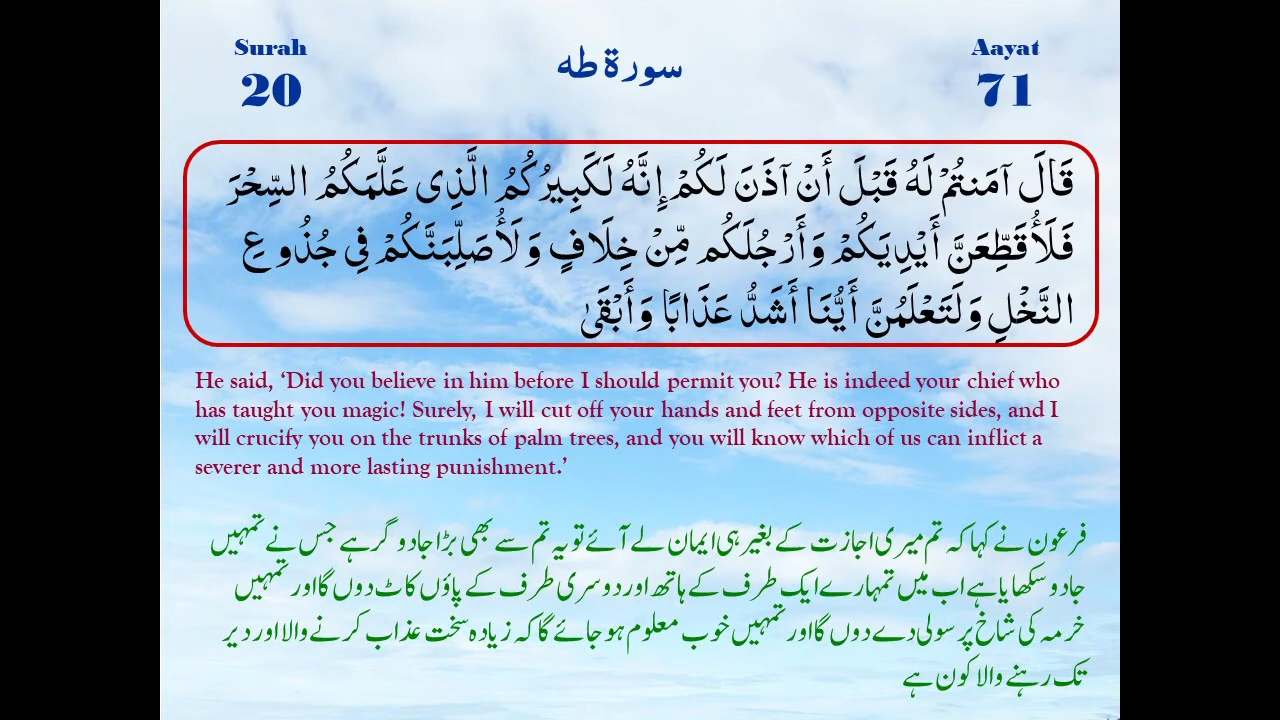 Surah
20
سورة طه
Aayat
71
قَالَ آمَنتُمْ لَهُ قَبْلَ أَنْ آذَنَ لَكُمْ إِنَّهُ لَكَبِيرُكُمُ الَّذِى عَلَّمَكُمُ السِّحْرَ
فَلَأُقَطِّعَنَّ أَيْدِيَكُمْ وَأَرْجُلَكُم مِّنْ خِلَافٍ وَلَأُصَلِّبَنَّكُمْ فِى جُذُوعِ
النَّخْلِ وَلَتَعْلَمُنَّ أَيُّنَا أَشَدُّ عَذَابًا وَأَبْقَىٰ
He said, ‘Did you believe in him before I should permit you? He is indeed your chief who
has taught you magic! Surely, I will cut off your hands and feet from opposite sides, and I
will crucify you on the trunks of palm trees, and you will know which of us can inflict a
severer and more lasting punishment.’
فرعون نے کہا کہ تم میری اجازت کے بغیر ہی ایمان لے آئے تو یہ تم سے بھی بڑا جادو گر ہے جس نے تمہیں
جادو سکھایا ہے اب میں تمہارے ایک طرف کے ہاتھ اور دوسری طرف کے پاؤں کاٹ دوں گا اور تمہیں
خرمہ کی شاخ پر سولی دے دوں گا اور تمہیں خوب معلوم ہو جائے گا کہ زیادہ سخت عذاب کرنے والا اور دیر
تک رہنے والا کون ہے